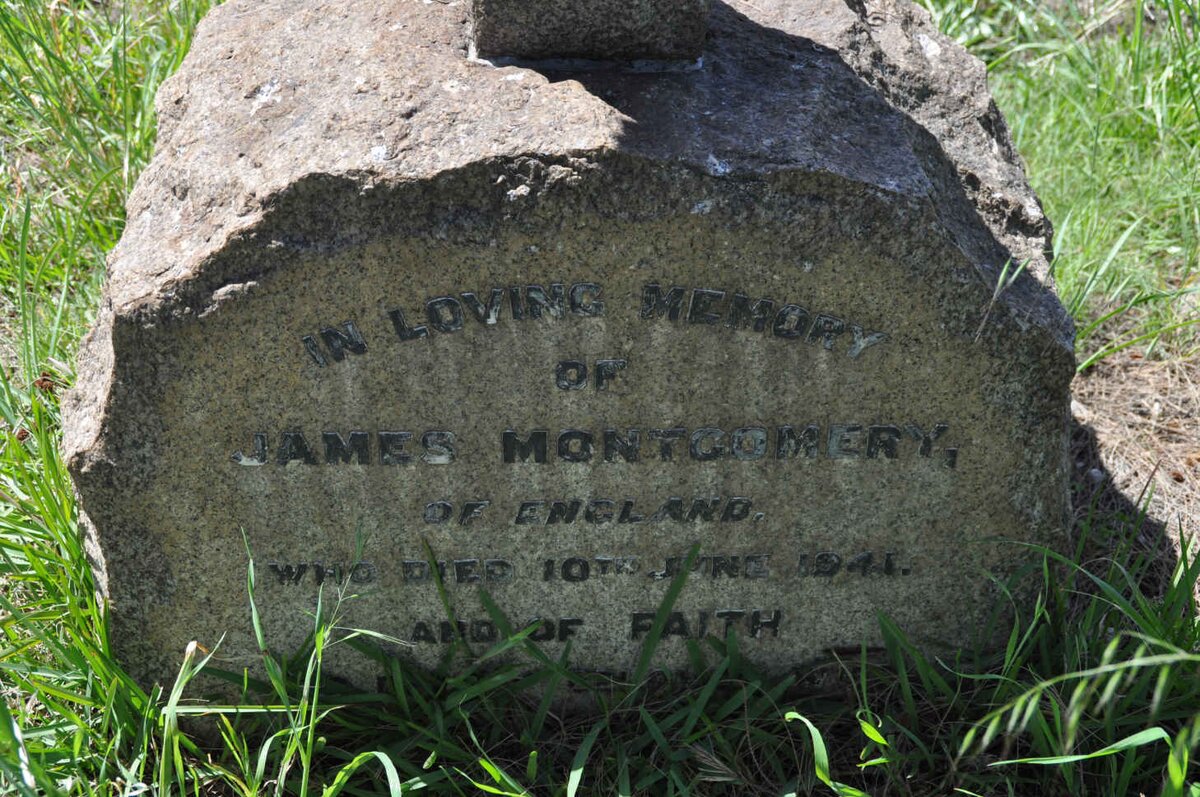 IN LOVING MEMORY
OF
JAMES MONTGOMERY,
OF ENGLAND,
WHO DIED 10TH JUNE 1941.
AND OF FAITH